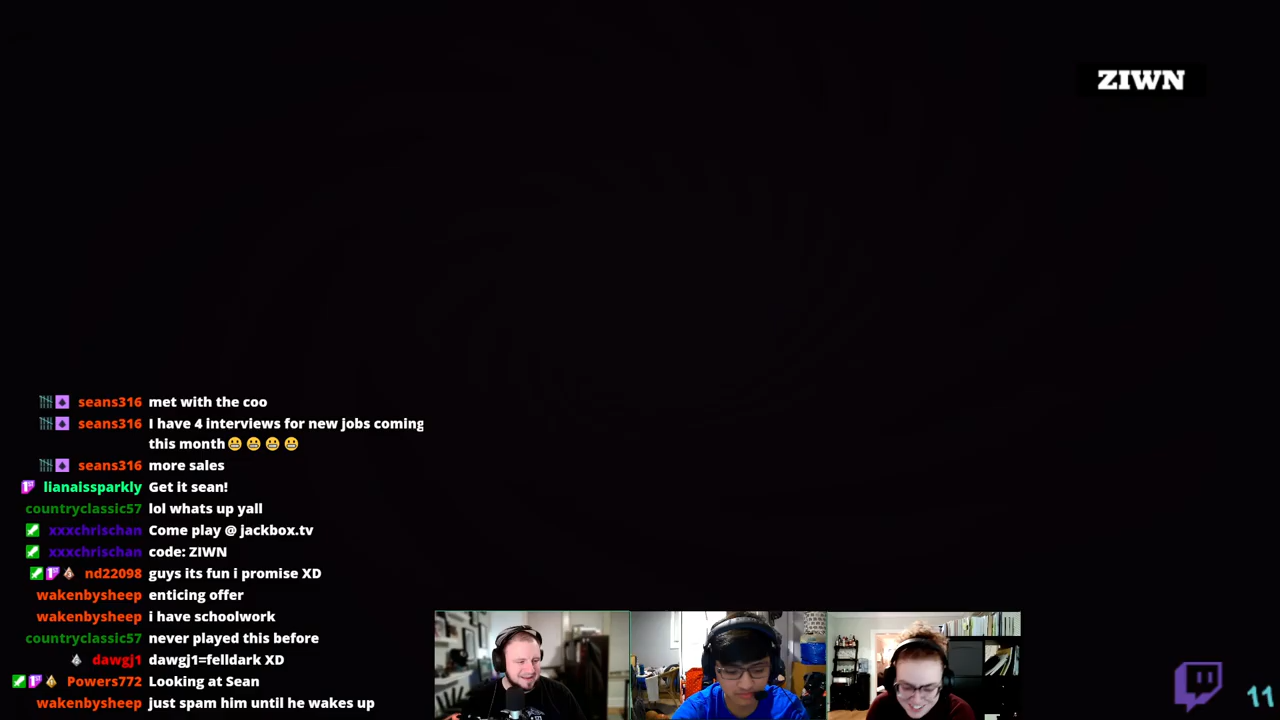 ZIWN
seans316 met with the coo
seans316 I have 4 interviews for new jobs coming
this month😬 😬 😬 😬
seans316 more sales
lianaissparkly Get it sean!
countryclassic57 lol whats up yall
xxxchrischan Come play @ jackbox.tv
xxxchrischan code: ZIWN
nd22098 guys its fun i promise XD
wakenbysheep enticing offer
wakenbysheep i have schoolwork
countryclassic57 never played this before
dawgj1 dawgj1=felldark XD
Powers772 Looking at Sean
wakenbysheep just spam him until he wakes up
11